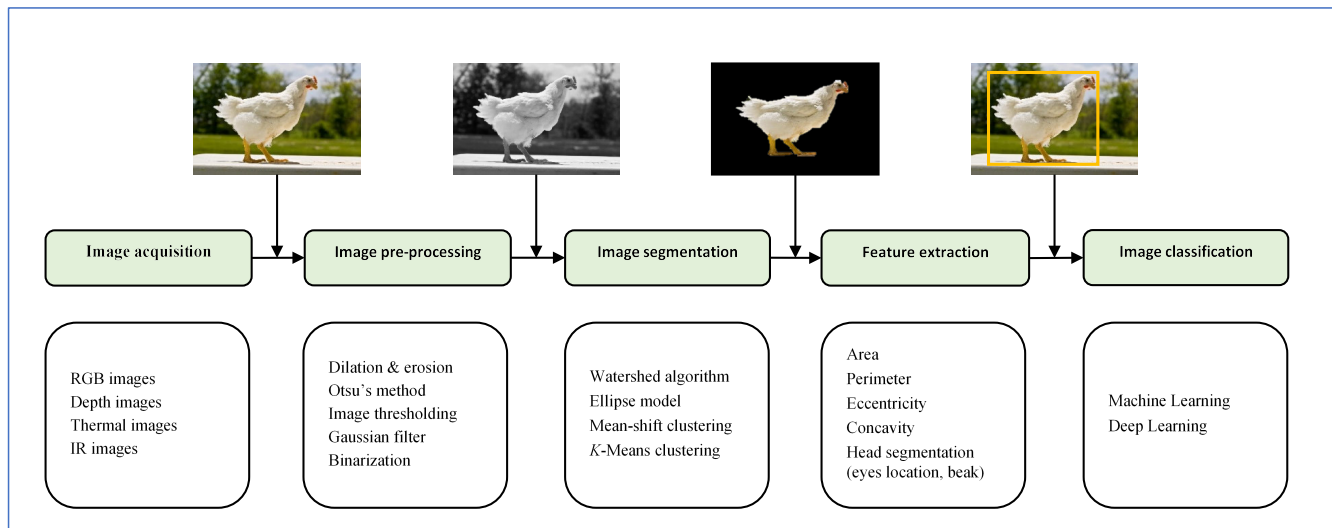 Image acquisition
Image pre-processing
Image segmentation
Feature extraction
Image classification
RGB images
Depth images
Thermal images
IR images
Dilation & erosion
Otsu’s method
Image thresholding
Gaussian filter
Binarization
Watershed algorithm
Ellipse model
Mean-shift clustering
K-Means clustering
Area
Perimeter
Eccentricity
Concavity
Head segmentation
(eyes location, beak)
Machine Learning
Deep Learning